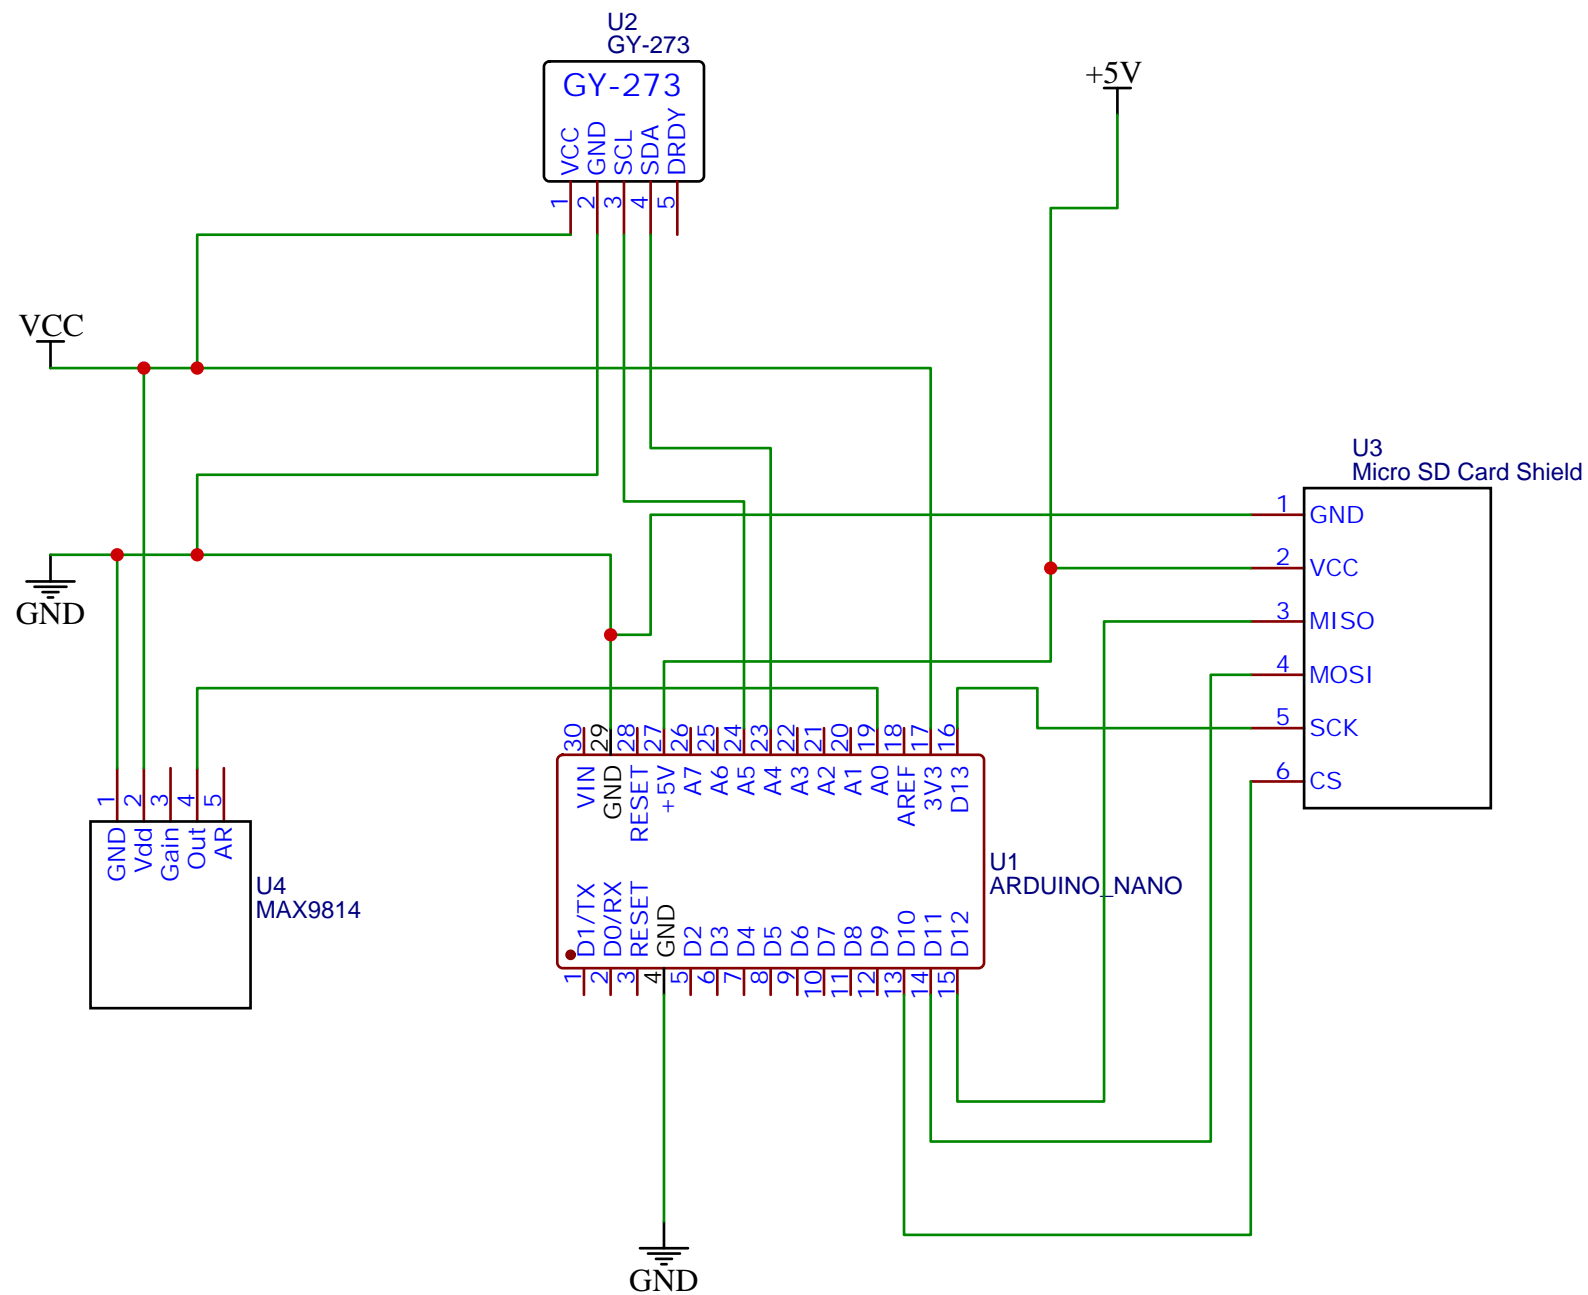 U2
GY-273
GY-273
VCC
GND
SCL
SDA
DRDY
1
2
3
4
5
+5V
VCC
GND
U3
Micro SD Card Shield
1
GND
2
VCC
3
MISO
4
MOSI
5
SCK
6
CS
1
2
3
4
5
GND
Vdd
Gain
Out
AR
U4
MAX9814
30
29
28
27
26
25
24
23
22
21
20
19
18
17
16
VIN
GND
RESET
+5V
A7
A6
A5
A4
A3
A2
A1
A0
AREF
3V3
D13
U1
ARDUINO_NANO
D1/TX
D0/RX
RESET
GND
D2
D3
D4
D5
D6
D7
D8
D9
D10
D11
D12
1
2
3
4
5
6
7
8
9
10
11
12
13
14
15
GND